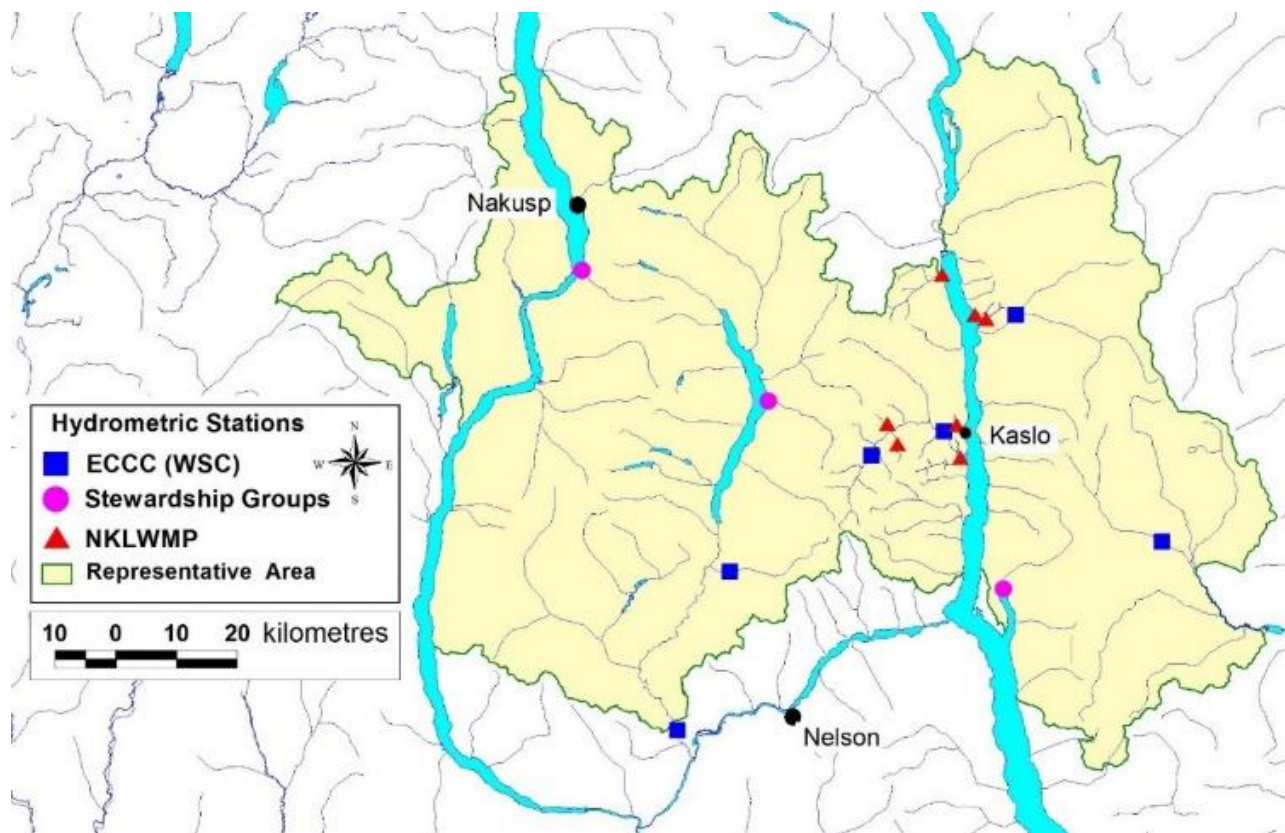 Nakusp
Kaslo
Nelson
Hydrometric Stations
N
W E
S
ECCC (WSC)
Stewardship Groups
NKLWMP
Representative Area
10 0 10 20 kilometres